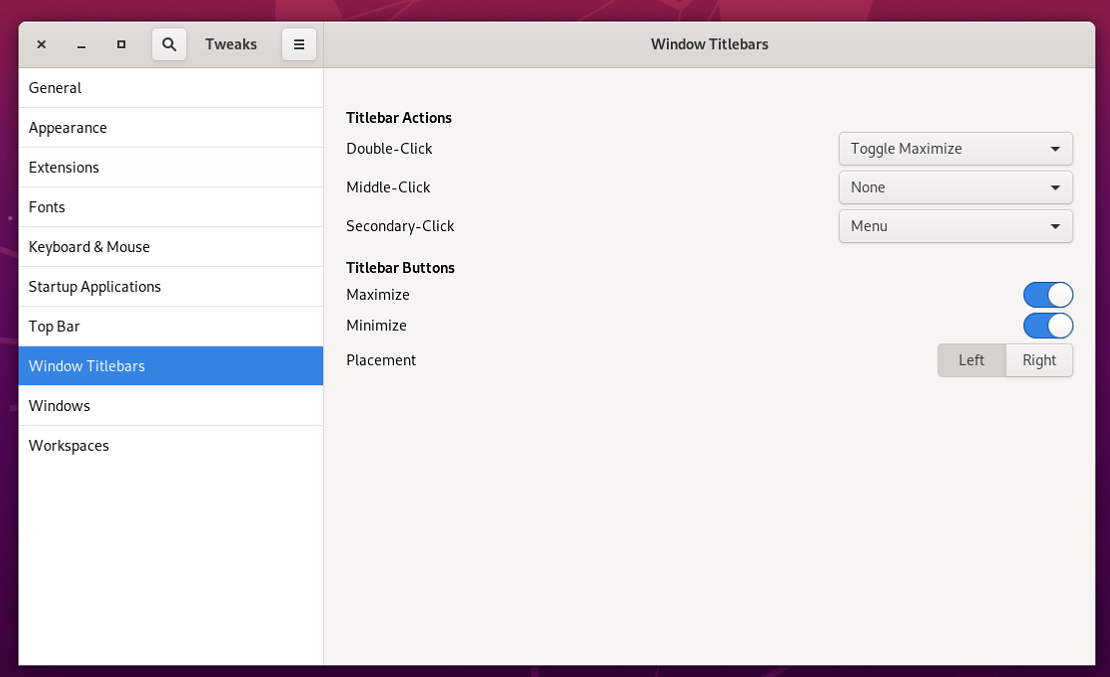 Tweaks
Window Titlebars
General
Appearance
Extensions
Fonts
Keyboard & Mouse
Startup Applications
Top Bar
Window Titlebars
Windows
Workspaces
Titlebar Actions
Double-Click Toggle Maximize
Middle-Click None
Secondary-Click Menu
Titlebar Buttons
Maximize
Minimize
Placement Left Right